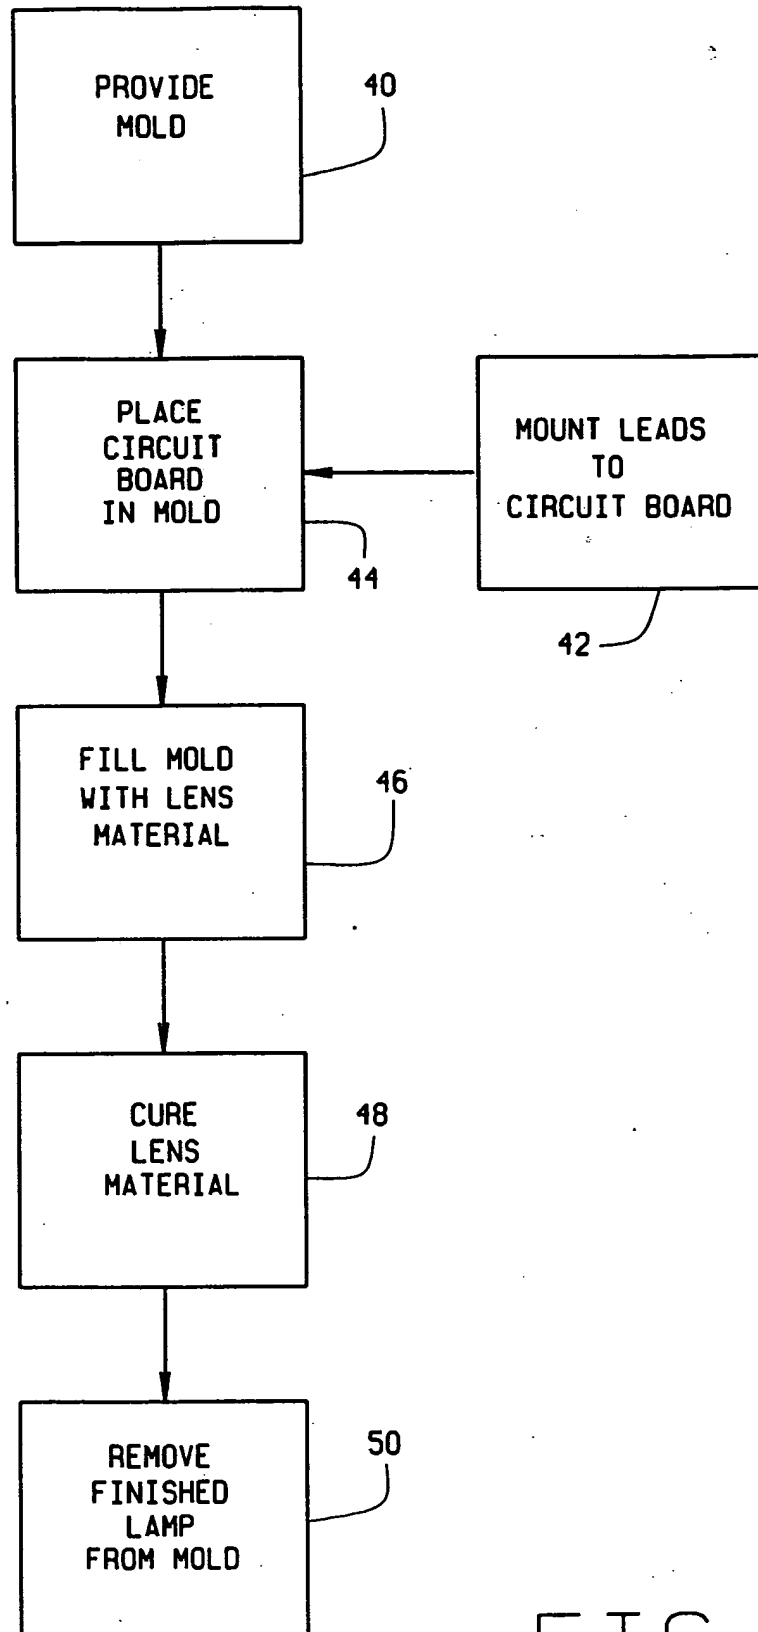 PROVIDE
MOLD
40
PLACE
CIRCUIT
BOARD
IN MOLD
44
MOUNT LEADS
TO
CIRCUIT BOARD
42
FILL MOLD
WITH LENS
MATERIAL
46
CURE
LENS
MATERIAL
48
REMOVE
FINISHED
LAMP
FROM MOLD
50
FIG